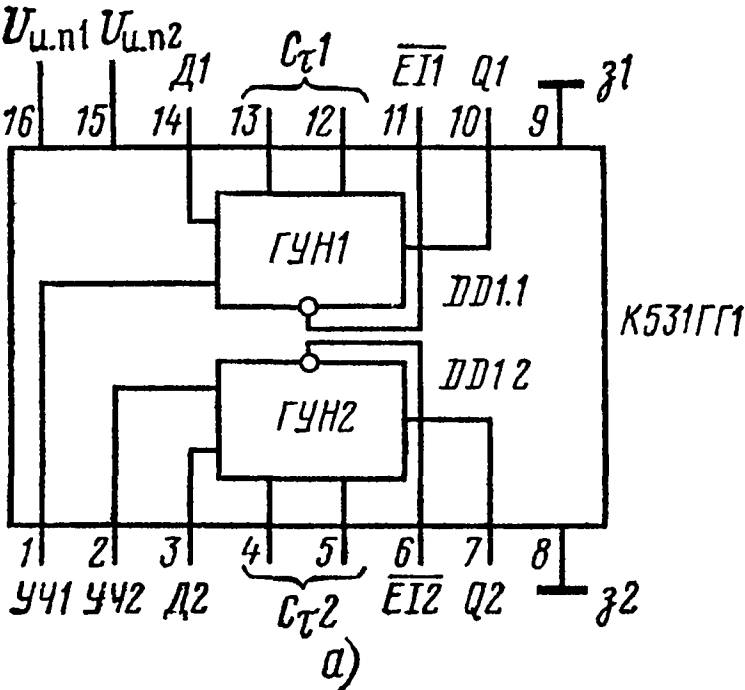 Uи.п1 Uи.п2 Д1 Cτ1 EI1 Q1 з1
16 15 14 13 12 11 10 9
ГУН1
DD1.1
К531ГГ1
DD1 2
ГУН2
1 2 3 4 5 6 7 8
УЧ1 УЧ2 Д2 Cτ2 EI2 Q2 з2
а)